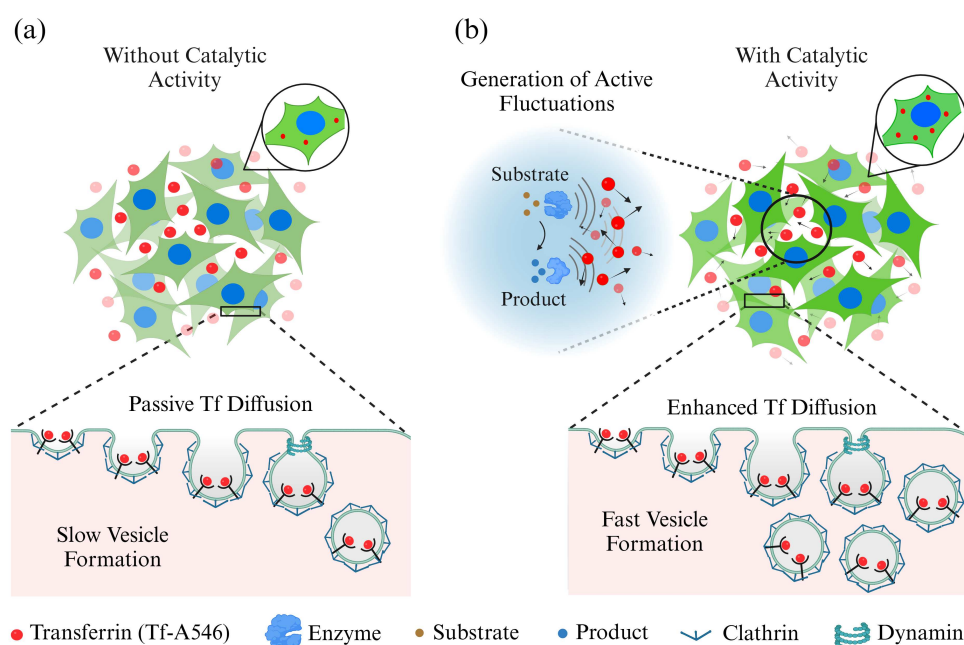 (a)
Without Catalytic
Activity
Passive Tf Diffusion
Slow Vesicle
Formation
(b)
Generation of Active
Fluctuations
With Catalytic
Activity
Substrate
Product
Enhanced Tf Diffusion
Fast Vesicle
Formation
Transferrin (Tf-A546) Enzyme Substrate Product Clathrin Dynamin